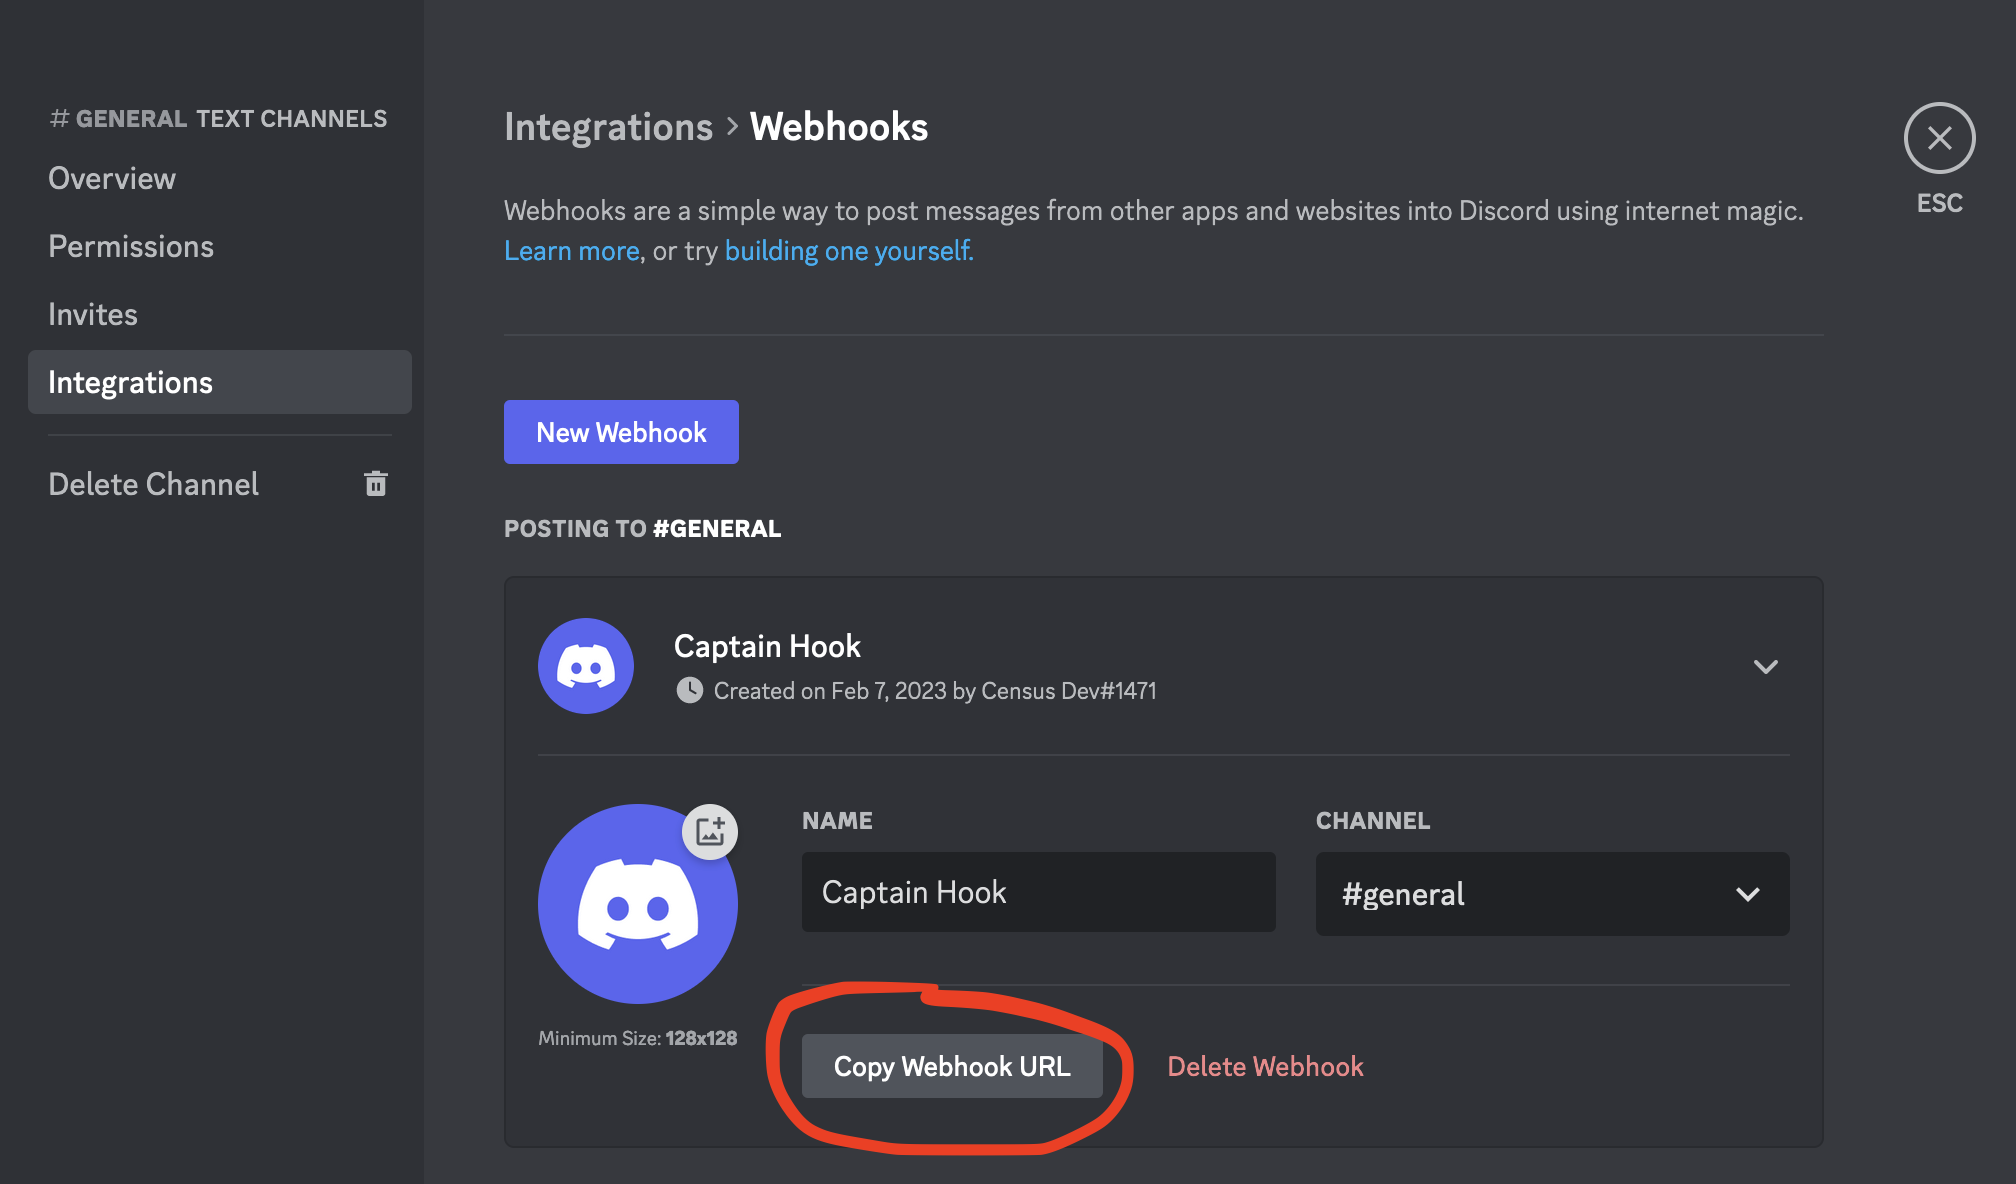 # GENERAL TEXT CHANNELS
Overview
Permissions
Invites
Integrations
Delete Channel
Integrations > Webhooks
ESC
Webhooks are a simple way to post messages from other apps and websites into Discord using internet magic.
Learn more, or try building one yourself.
New Webhook
POSTING TO #GENERAL
Captain Hook
Created on Feb 7, 2023 by Census Dev#1471
NAME
CHANNEL
Captain Hook
#general
Minimum Size: 128x128
Copy Webhook URL
Delete Webhook